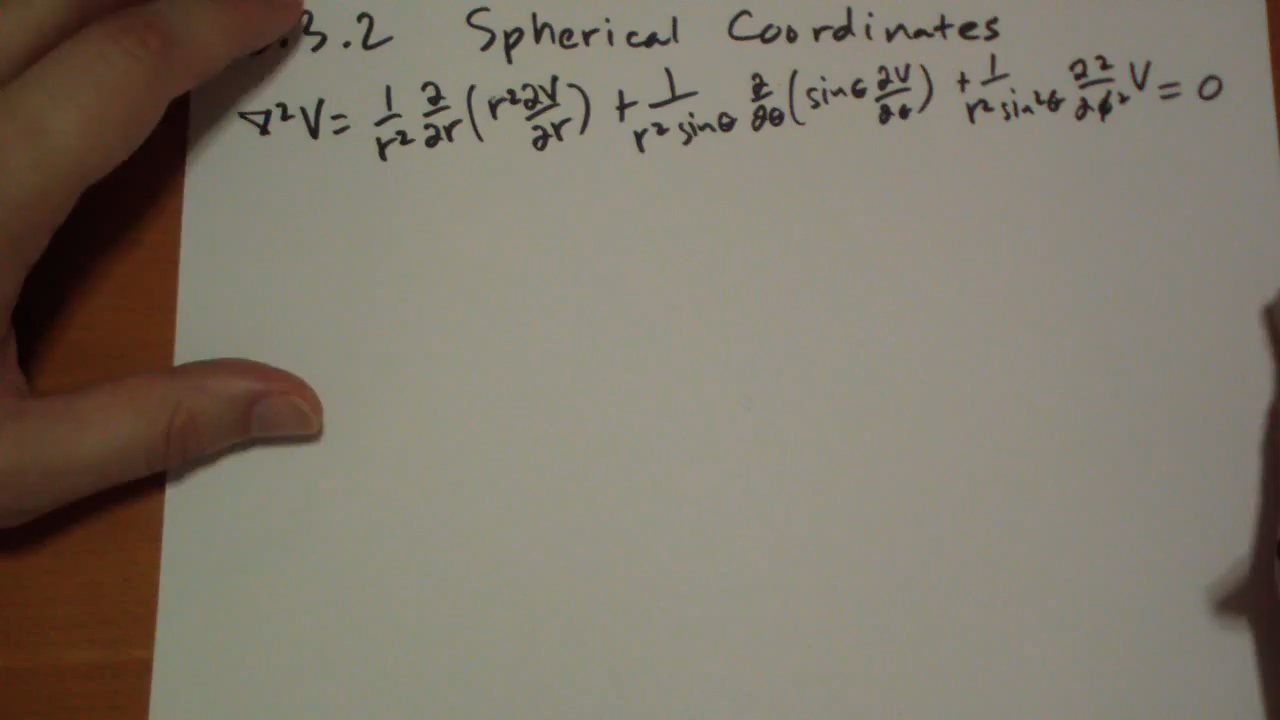 .3.2 Spherical Coordinates
∇²V = 1/r² ∂/∂r (r² ∂V/∂r) + 1/(r² sinθ) ∂/∂θ (sinθ ∂V/∂θ) + 1/(r² sin²θ) ∂²/∂ϕ² V = 0